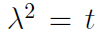 λ² = t